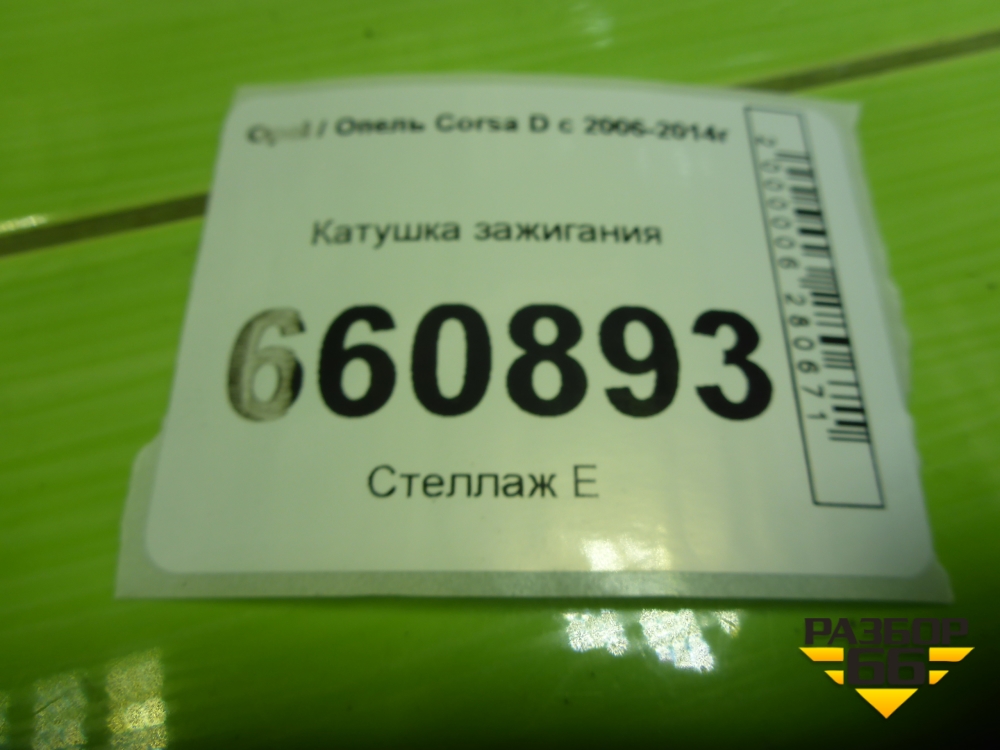 Opel / Опель Corsa D с 2006-2014г
Катушка зажигания
660893
Стеллаж Е
2000006280671
РАЗБОР
66